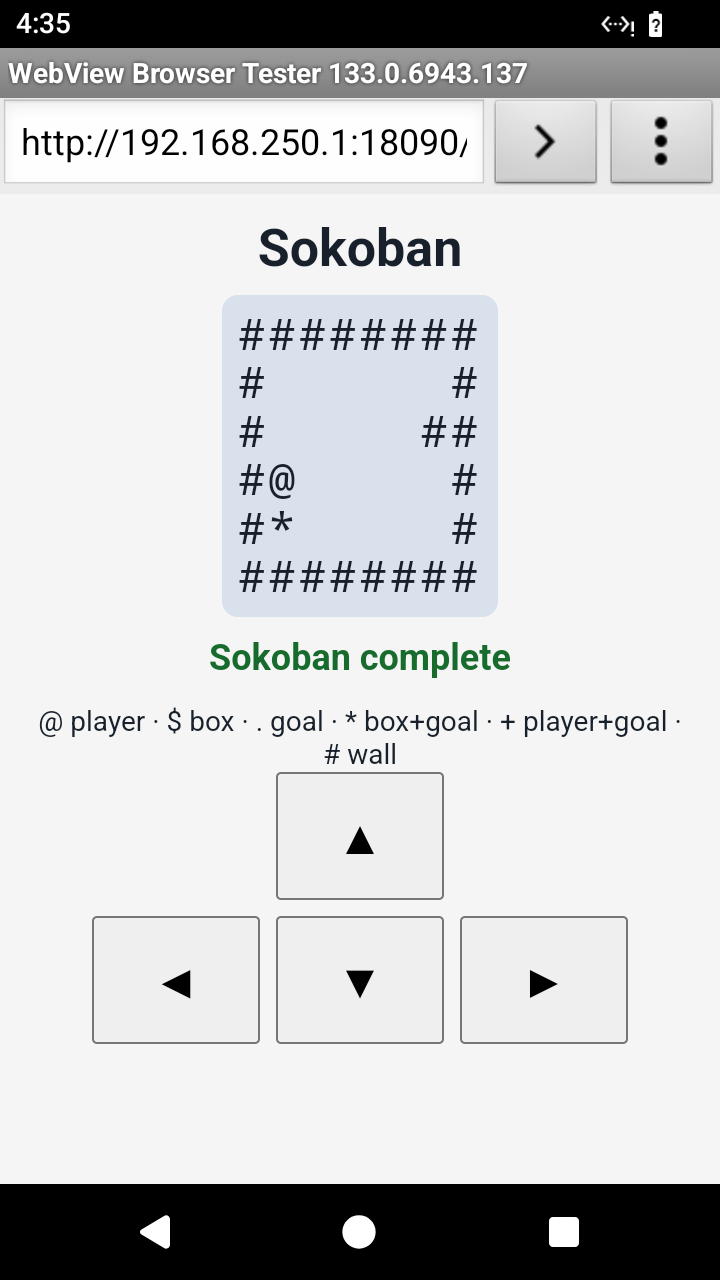 4:35
WebView Browser Tester 133.0.6943.137
http://192.168.250.1:18090/
Sokoban
########
#      #
#     ##
#@     #
#*     #
########
Sokoban complete
@ player · $ box · . goal · * box+goal · + player+goal ·
# wall
▲
◀ ▼ ▶